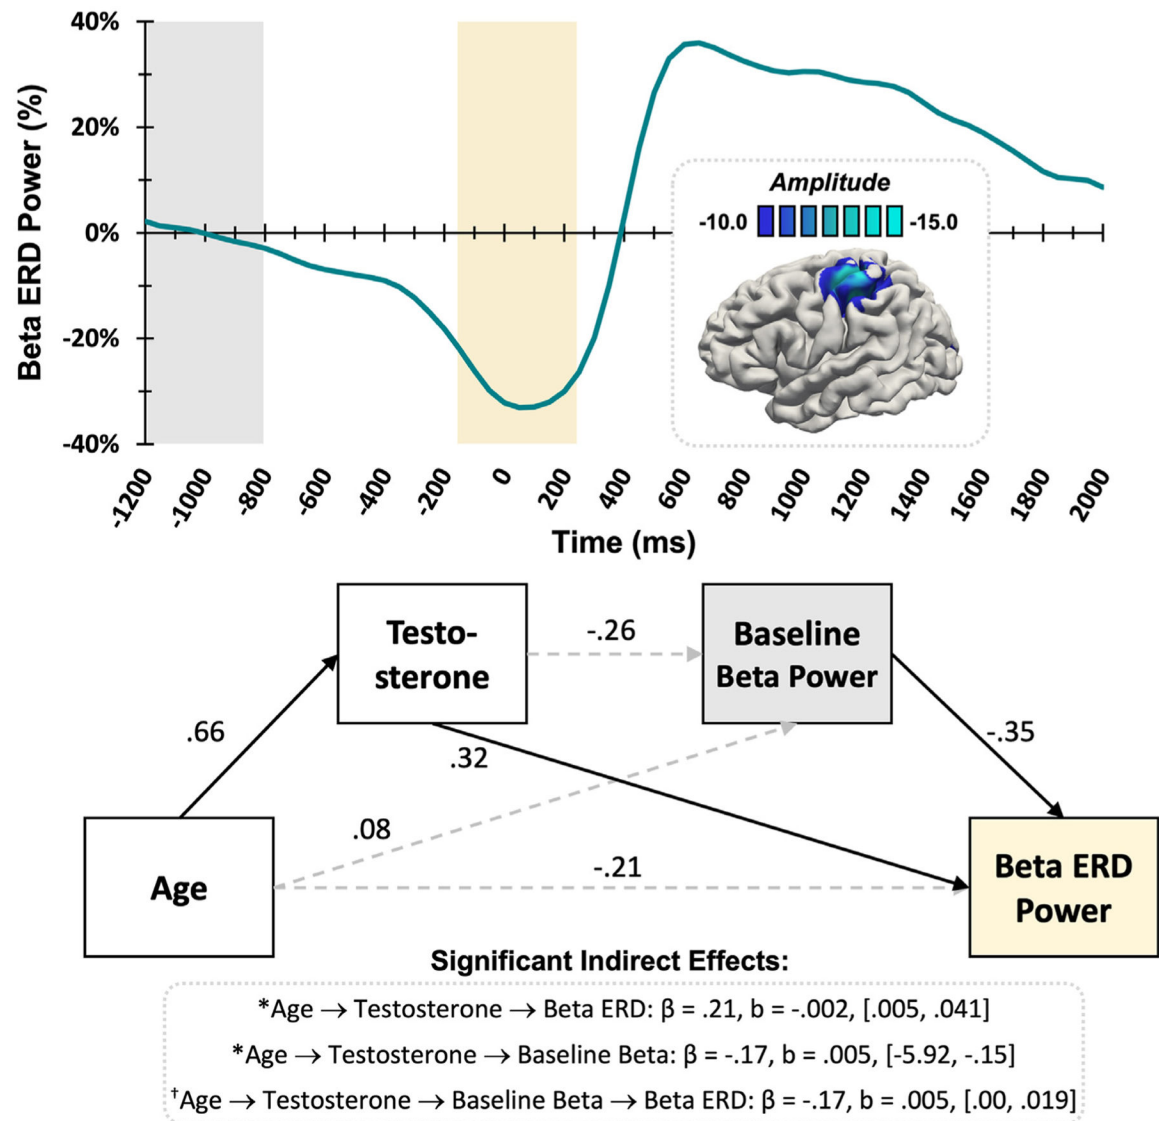 40%
20%
0%
-20%
-40%
Beta ERD Power (%)
Amplitude
-10.0 -15.0
-1200 -1000 -800 -600 -400 -200 0 200 400 600 800 1000 1200 1400 1600 1800 2000
Time (ms)
Testo-
sterone
-.26
Baseline
Beta Power
.66
.32
-.35
.08
Age
-.21
Beta ERD
Power
Significant Indirect Effects:
*Age → Testosterone → Beta ERD: β = .21, b = -.002, [.005, .041]
*Age → Testosterone → Baseline Beta: β = -.17, b = .005, [-5.92, -.15]
†Age → Testosterone → Baseline Beta → Beta ERD: β = -.17, b = .005, [.00, .019]